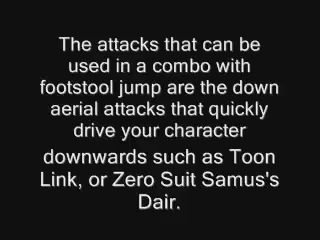 The attacks that can be
used in a combo with
footstool jump are the down
aerial attacks that quickly
drive your character
downwards such as Toon
Link, or Zero Suit Samus's
Dair.